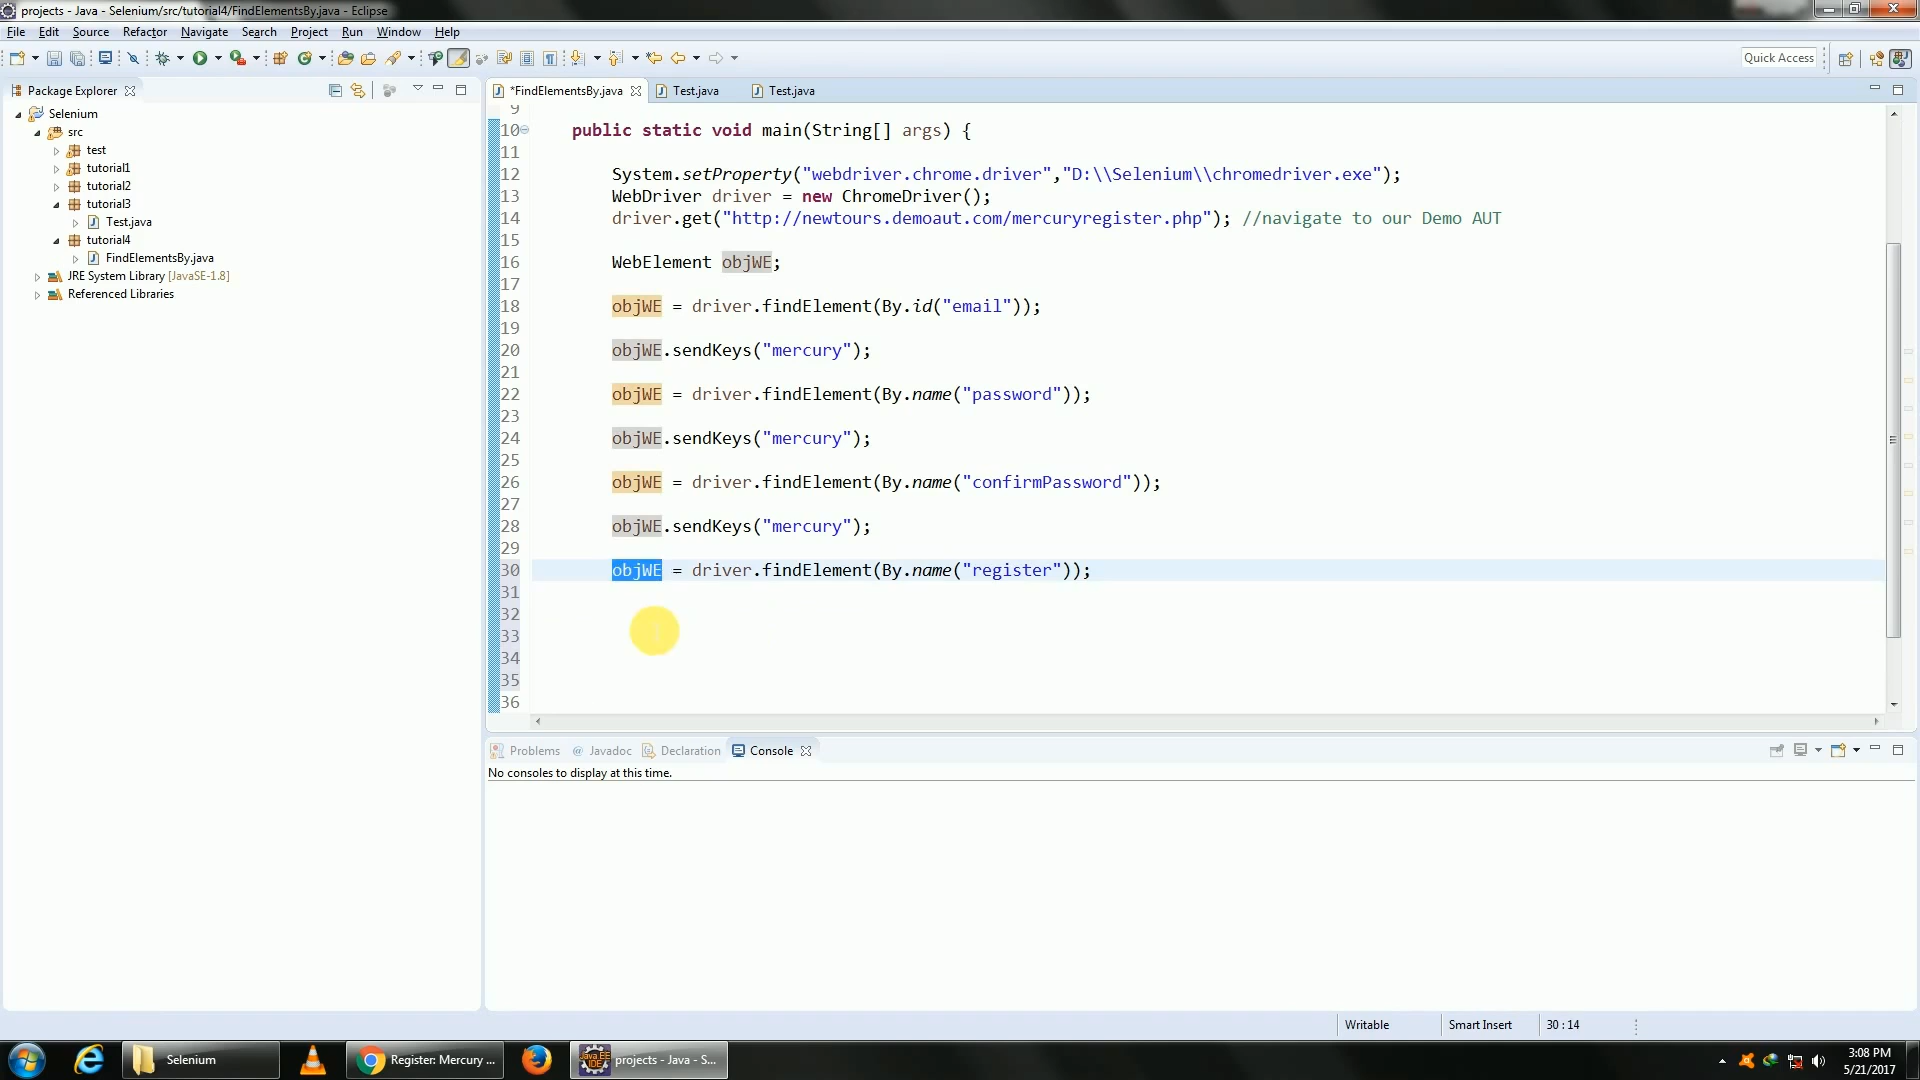 projects - Java - Selenium/src/tutorial4/FindElementsBy.java - Eclipse
File Edit Source Refactor Navigate Search Project Run Window Help
Quick Access
Package Explorer
*FindElementsBy.java Test.java Test.java
Selenium
src
test
tutorial1
tutorial2
tutorial3
Test.java
tutorial4
FindElementsBy.java
JRE System Library [JavaSE-1.8]
Referenced Libraries
9
10 public static void main(String[] args) {
11
12 System.setProperty("webdriver.chrome.driver","D:\\Selenium\\chromedriver.exe");
13 WebDriver driver = new ChromeDriver();
14 driver.get("http://newtours.demoaut.com/mercuryregister.php"); //navigate to our Demo AUT
15
16 WebElement objWE;
17
18 objWE = driver.findElement(By.id("email"));
19
20 objWE.sendKeys("mercury");
21
22 objWE = driver.findElement(By.name("password"));
23
24 objWE.sendKeys("mercury");
25
26 objWE = driver.findElement(By.name("confirmPassword"));
27
28 objWE.sendKeys("mercury");
29
30 objWE = driver.findElement(By.name("register"));
31
32
33
34
35
36
Problems @ Javadoc Declaration Console
No consoles to display at this time.
Writable Smart Insert 30 : 14
Selenium Register: Mercury ... Java EE IDE projects - Java - S...
3:08 PM
5/21/2017